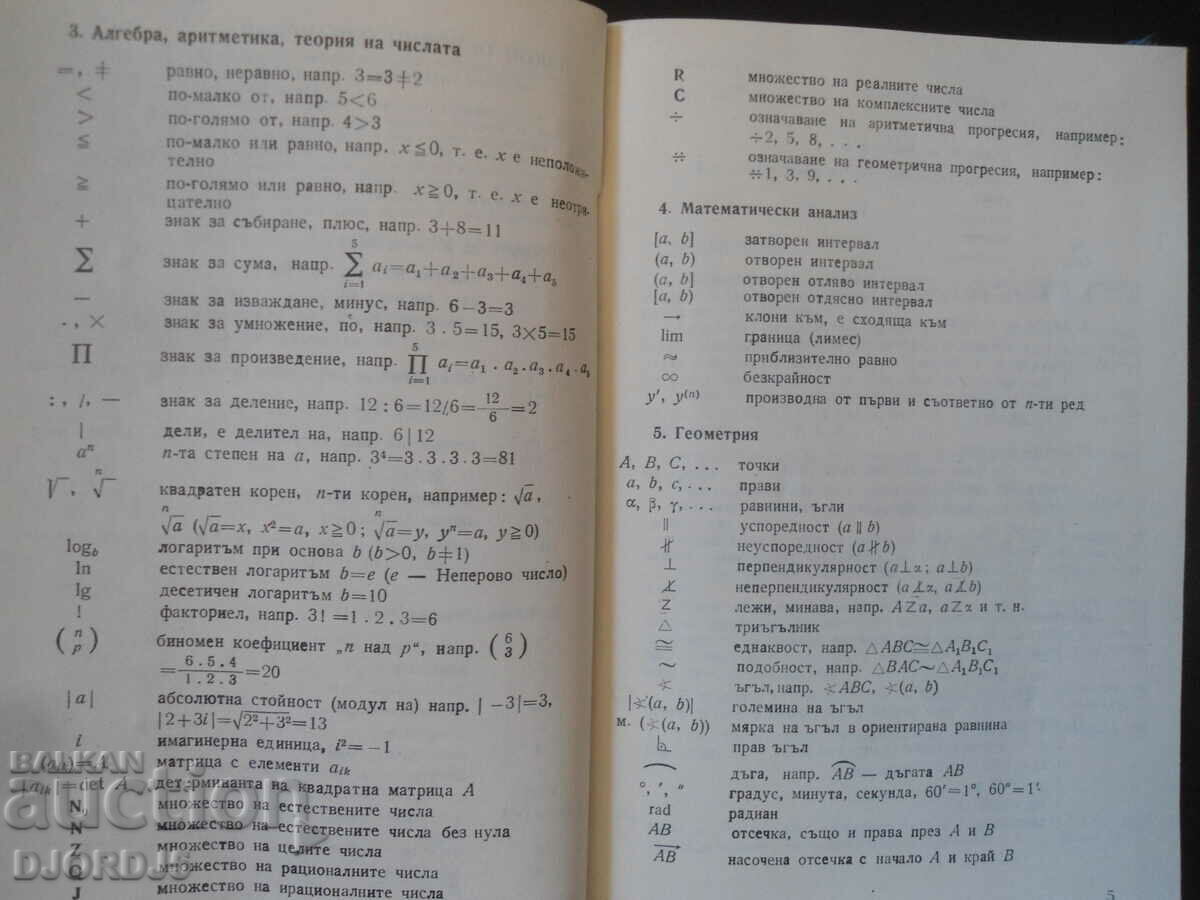 3. Алгебра, аритметика, теория на числата
=, ≠ равно, неравно, напр. 3=3≠2
< по-малко от, напр. 5<6
> по-голямо от, напр. 4>3
≦ по-малко или равно, напр. x≦0, т. е. x е неположи-
телно
≧ по-голямо или равно, напр. x≧0, т. е. x е неотри-
цателно
+ знак за събиране, плюс, напр. 3+8=11
∑ знак за сума, напр. 5 ∑ i=1 aᵢ=a₁+a₂+a₃+a₄+a₅
— знак за изваждане, минус, напр. 6−3=3
., × знак за умножение, по, напр. 3 . 5=15, 3×5=15
∏ знак за произведение, напр. 5 ∏ i=1 aᵢ=a₁ . a₂ . a₃ . a₄ . a₅
:, /, — знак за деление, напр. 12 : 6=12/6=12/6=2
| дели, е делител на, напр. 6|12
aⁿ n-та степен на a, напр. 3⁴=3 . 3 . 3 . 3=81
√, ⁿ√ квадратен корен, n-ти корен, например: √a,
ⁿ√a (√a=x, x²=a, x≧0; ⁿ√a=y, yⁿ=a, y≧0)
log_b логаритъм при основа b (b>0, b≠1)
ln естествен логаритъм b=e (e — Неперово число)
lg десетичен логаритъм b=10
! факториел, напр. 3! =1 . 2 . 3=6
(n p) биномен коефициент „n над p“, напр. (6 3)
=6 . 5 . 4/1 . 2 . 3=20
|a| абсолютна стойност (модул на) напр. |−3|=3,
|2+3i|=√2²+3²=13
i имагинерна единица, i²=−1
(aᵢₖ)=A матрица с елементи aᵢₖ
|aᵢₖ|=det A детерминанта на квадратна матрица A
N₀ множество на естествените числа
N множество на естествените числа без нула
Z множество на целите числа
Q множество на рационалните числа
J множество на ирационалните числа
R множество на реалните числа
C множество на комплексните числа
÷ означаване на аритметична прогресия, например:
÷2, 5, 8, . . .
∺ означаване на геометрична прогресия, например:
∺1, 3, 9, . . .
4. Математически анализ
[a, b] затворен интервал
(a, b) отворен интервал
(a, b] отворен отляво интервал
[a, b) отворен отдясно интервал
→ клони към, е сходяща към
lim граница (лимес)
≈ приблизително равно
∞ безкрайност
y′, y⁽ⁿ⁾ производна от първи и съответно от n-ти ред
5. Геометрия
A, B, C, . . . точки
a, b, c, . . . прави
α, β, γ, . . . равнини, ъгли
∥ успоредност (a∥b)
∦ неуспоредност (a∦b)
⊥ перпендикулярност (a⊥α; a⊥b)
⊥̸ неперпендикулярност (a⊥̸α, a⊥̸b)
Z лежи, минава, напр. A Z a, a Z α и т. н.
△ триъгълник
≅ еднаквост, напр. △ABC≅△A₁B₁C₁
~ подобност, напр. △BAC~△A₁B₁C₁
∢ ъгъл, напр. ∢ABC, ∢(a, b)
|∢(a, b)| големина на ъгъл
м. (∢(a, b)) мярка на ъгъл в ориентирана равнина
⊾ прав ъгъл
⌒ дъга, напр. A͡B — дъгата AB
°, ′, ″ градус, минута, секунда, 60′=1°, 60″=1′
rad радиан
AB отсечка, също и права през A и B
A⃗B⃗ насочена отсечка с начало A и край B
5
BALKAN
auction
DJORDJ6